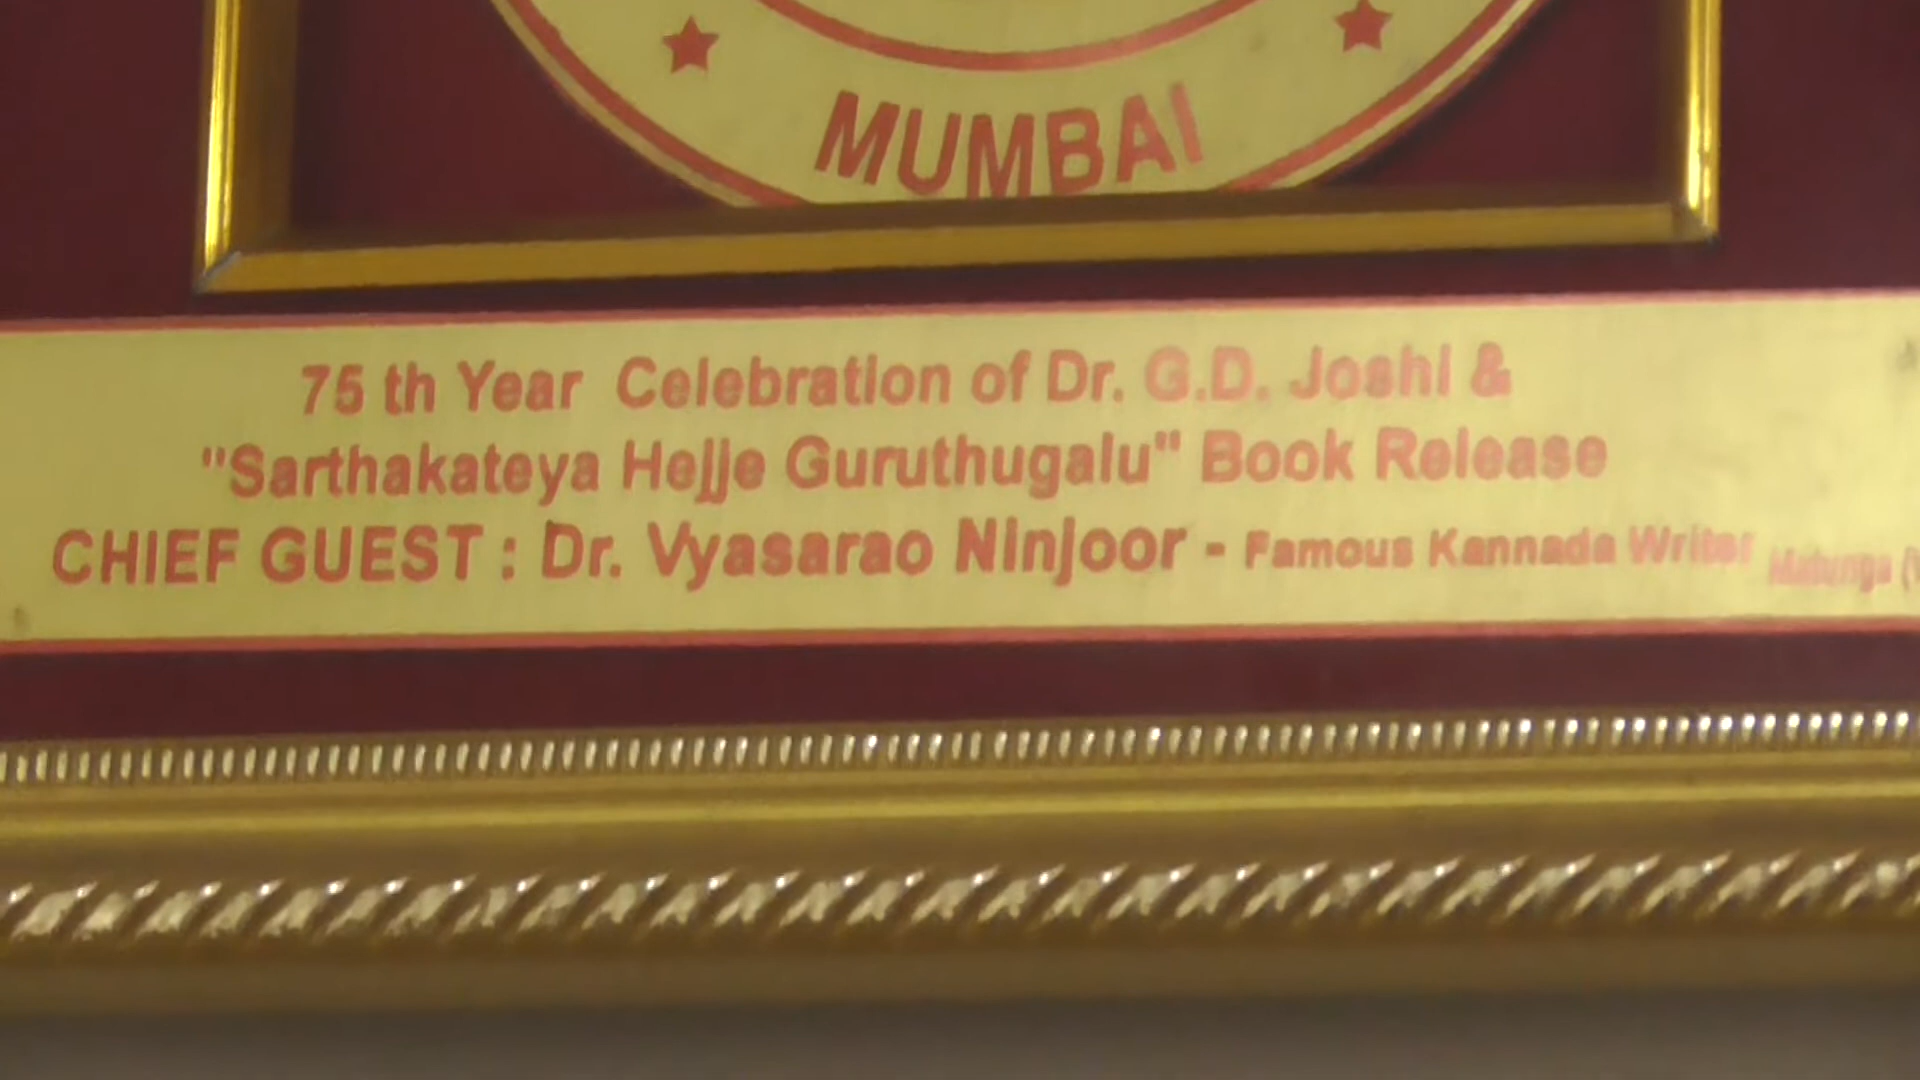 MUMBAI
75 th Year Celebration of Dr. G.D. Joshi &
"Sarthakateya Hejje Guruthugalu" Book Release
CHIEF GUEST : Dr. Vyasarao Ninjoor - Famous Kannada Writer Matunga